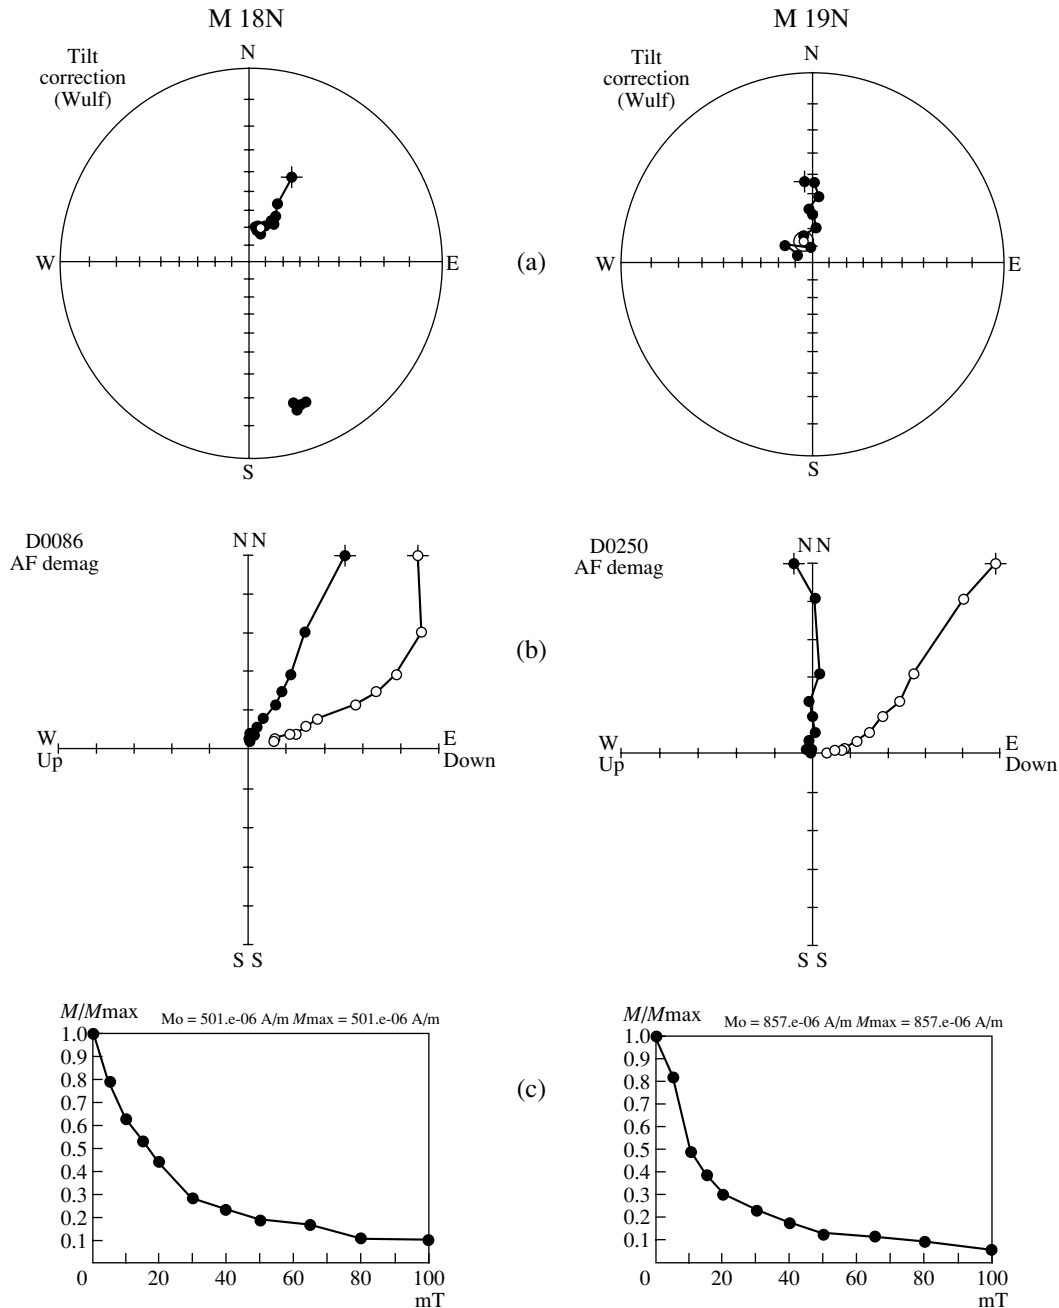 M 18N
M 19N
Tilt
correction
(Wulf)
N
W
E
S
(a)
Tilt
correction
(Wulf)
N
W
E
S
D0086
AF demag
N N
W
Up
E
Down
S S
(b)
D0250
AF demag
N N
W
Up
E
Down
S S
M/Mmax
Mo = 501.e-06 A/m Mmax = 501.e-06 A/m
1.0
0.9
0.8
0.7
0.6
0.5
0.4
0.3
0.2
0.1
0 20 40 60 80 100
mT
(c)
M/Mmax
Mo = 857.e-06 A/m Mmax = 857.e-06 A/m
1.0
0.9
0.8
0.7
0.6
0.5
0.4
0.3
0.2
0.1
0 20 40 60 80 100
mT